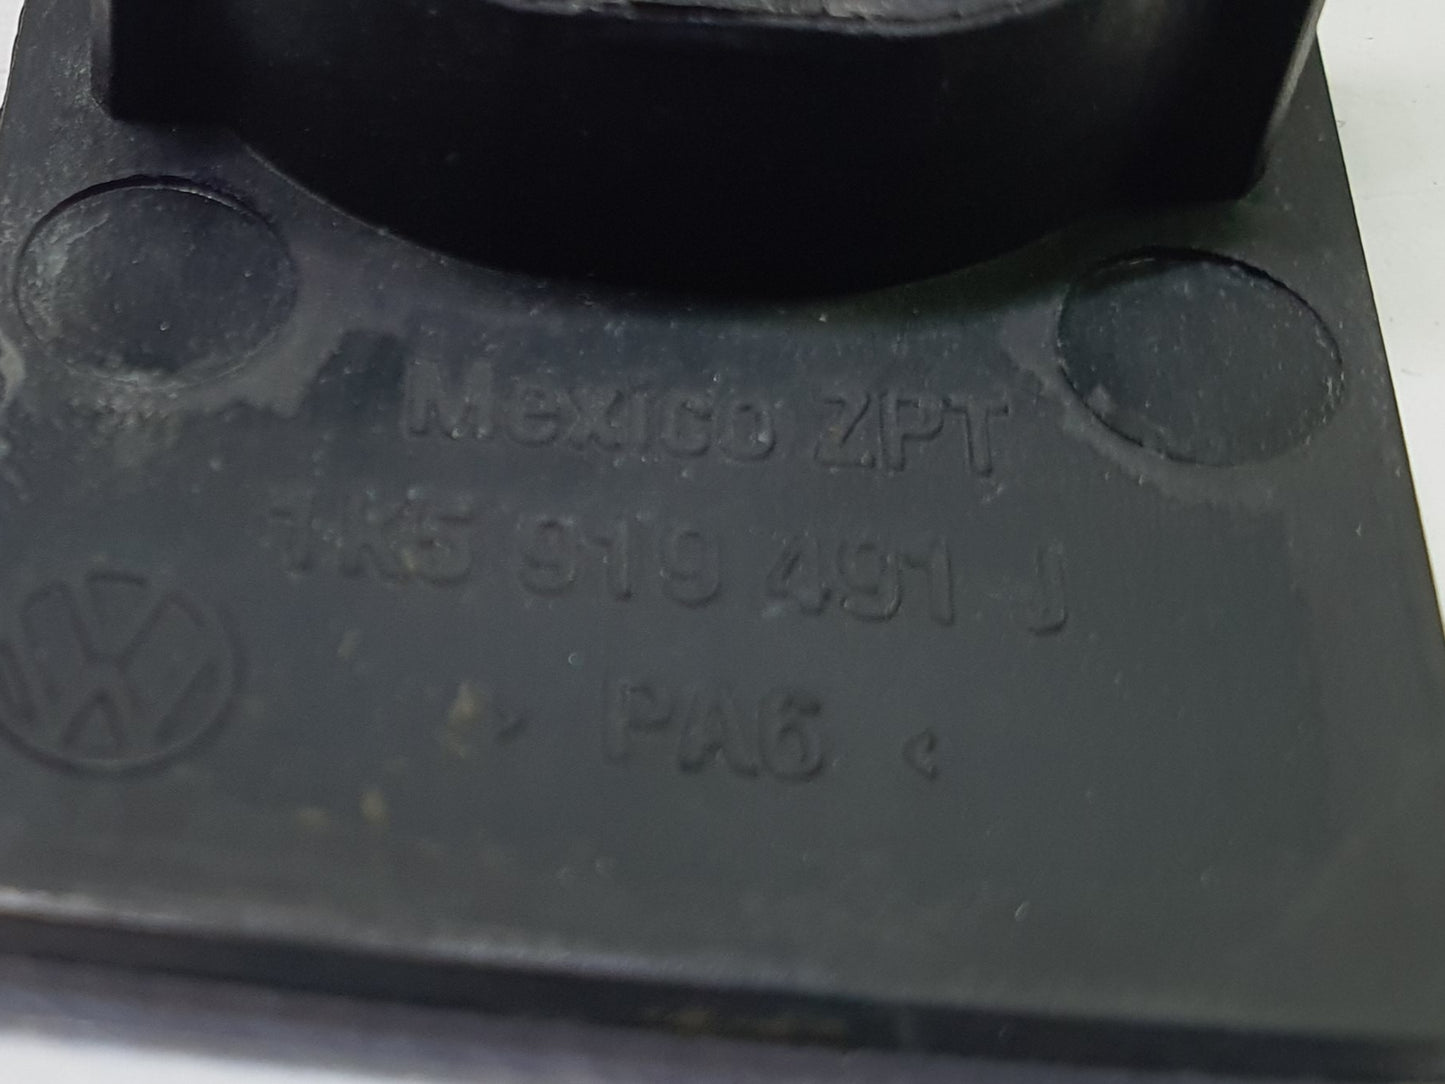 Mexico ZPT
1K5 919 491 J
> PA6 <